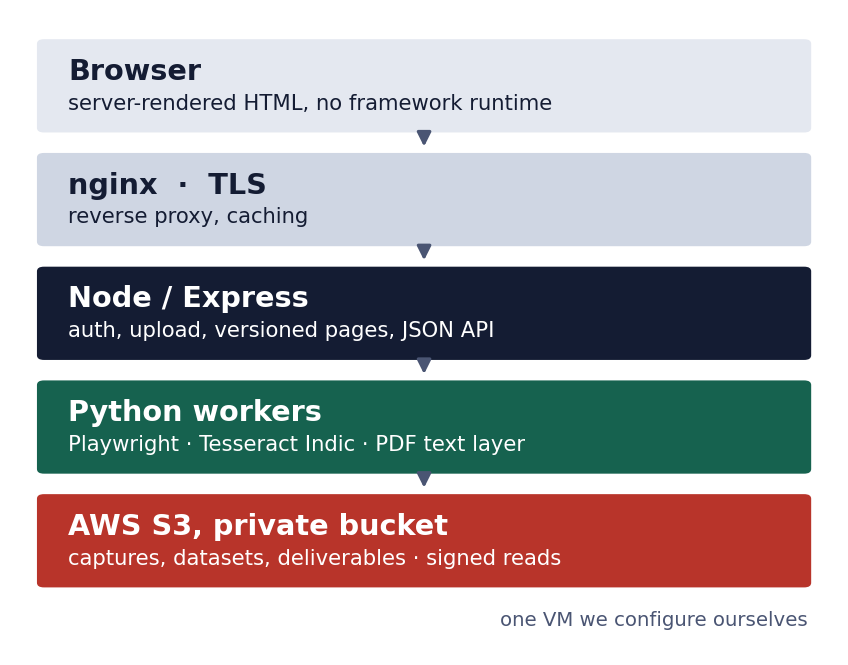 Browser
server-rendered HTML, no framework runtime
nginx · TLS
reverse proxy, caching
Node / Express
auth, upload, versioned pages, JSON API
Python workers
Playwright · Tesseract Indic · PDF text layer
AWS S3, private bucket
captures, datasets, deliverables · signed reads
one VM we configure ourselves